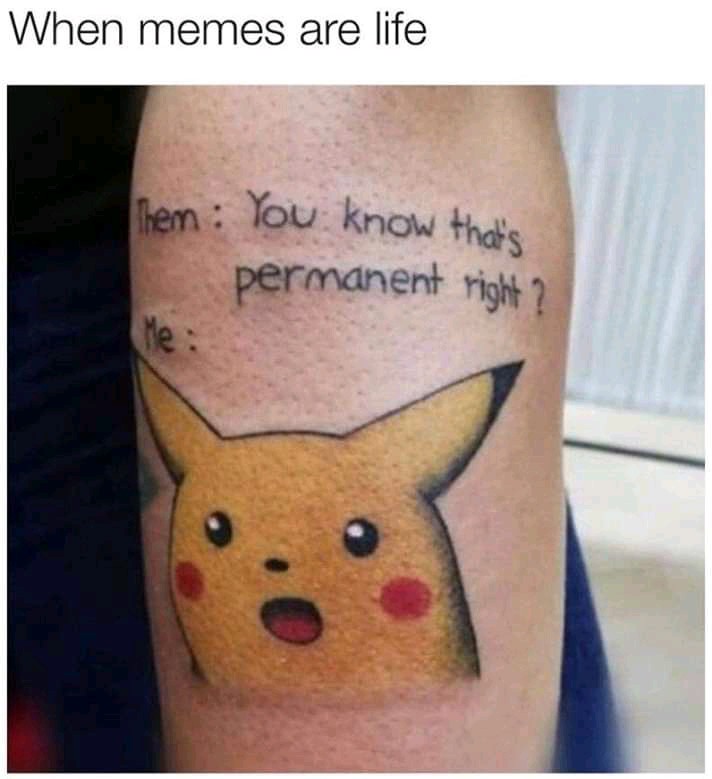 When memes are life
Them : You know that's
permanent right ?
Me :